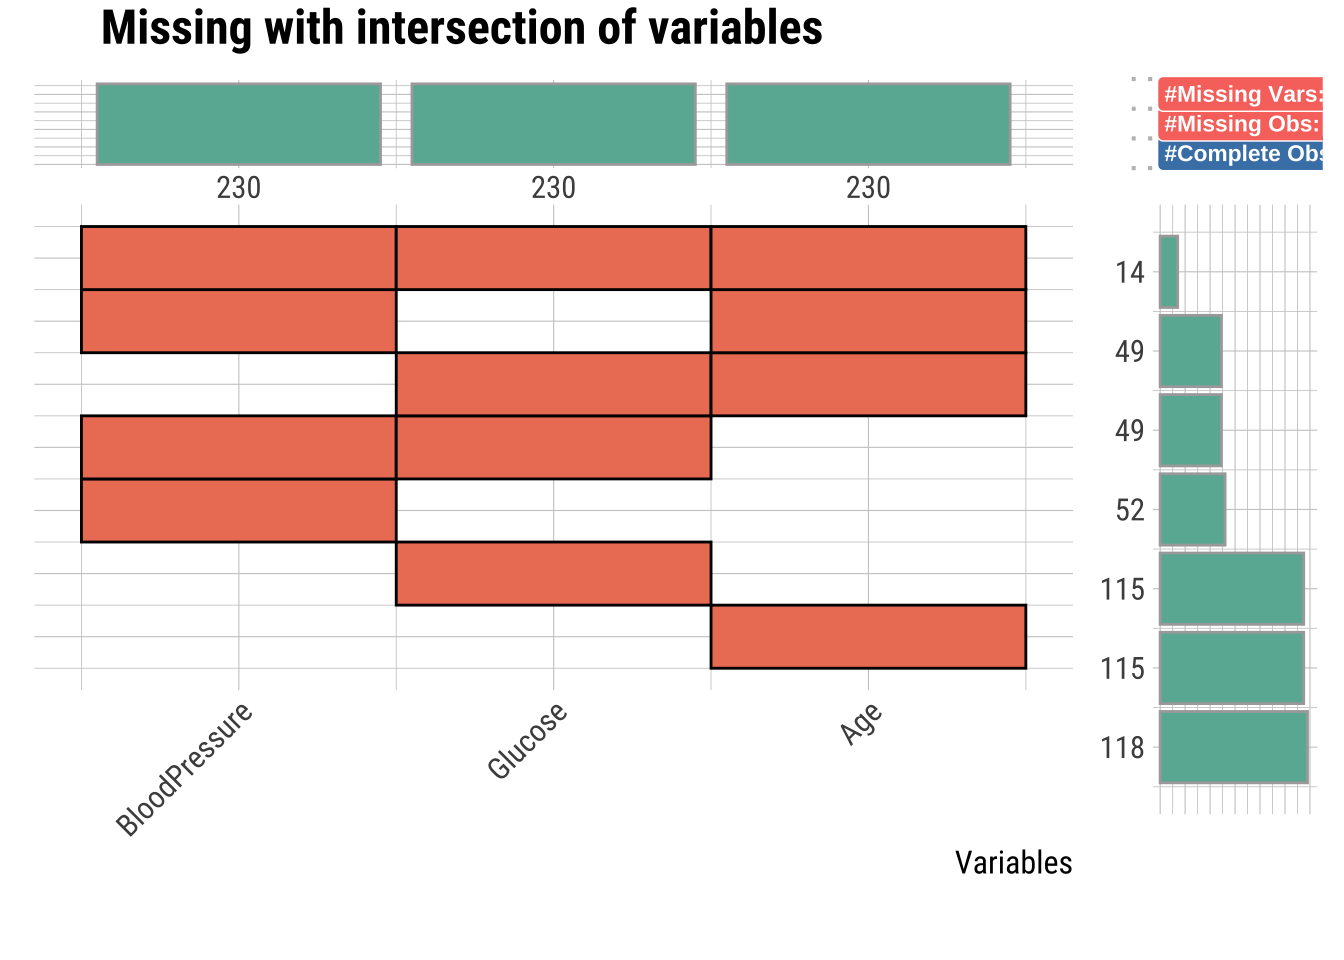 Missing with intersection of variables
#Missing Vars:
#Missing Obs:
#Complete Obs
230 230 230
14
49
49
52
115
115
118
BloodPressure Glucose Age
Variables